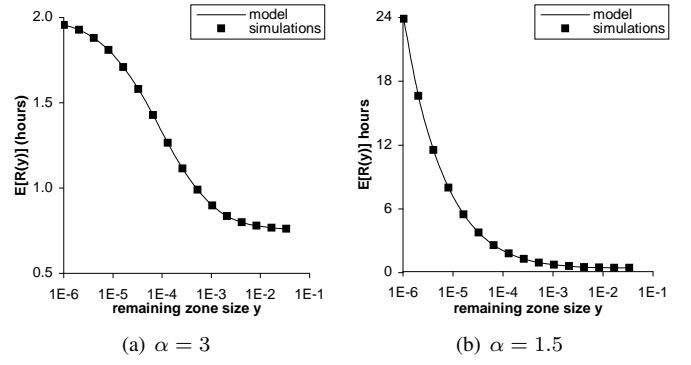 model
simulations
2.0
1.5
1.0
0.5
E[R(y)] (hours)
1E-6 1E-5 1E-4 1E-3 1E-2 1E-1
remaining zone size y
(a) α = 3
model
simulations
24
18
12
6
0
E[R(y)] hours
1E-6 1E-5 1E-4 1E-3 1E-2 1E-1
remaining zone size y
(b) α = 1.5